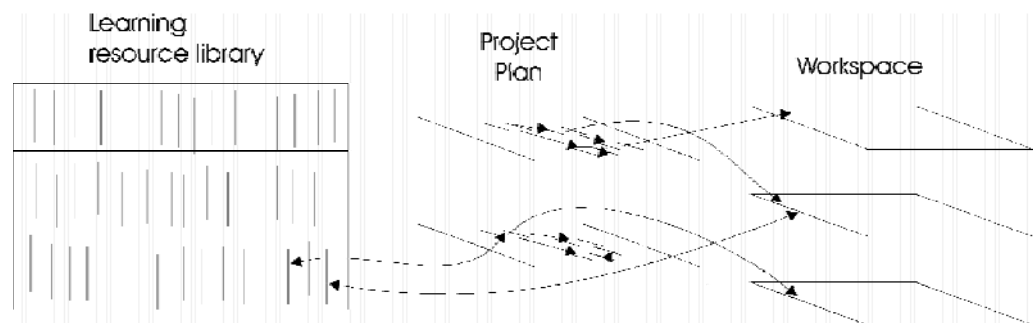 Learning
resource library
Project
Plan
Workspace